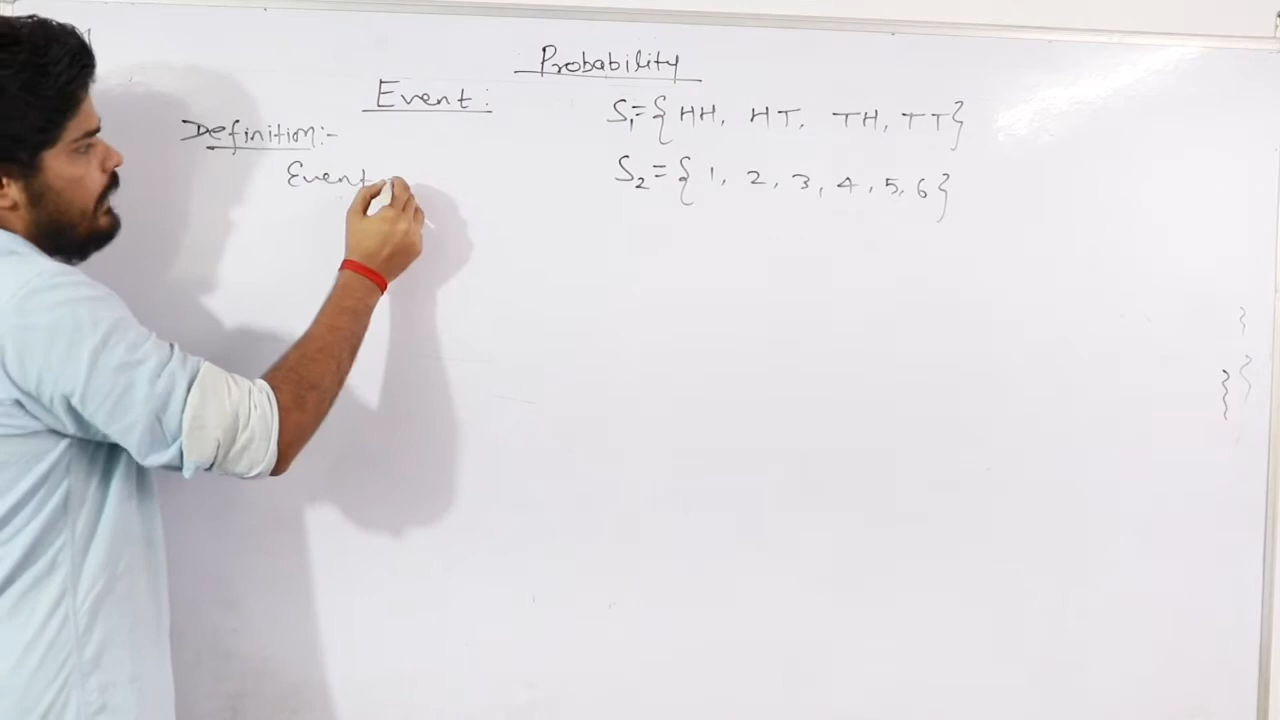 Probability
Event:
Definition:-
Event
S₁={HH, HT, TH, TT}
S₂={1, 2, 3, 4, 5, 6}